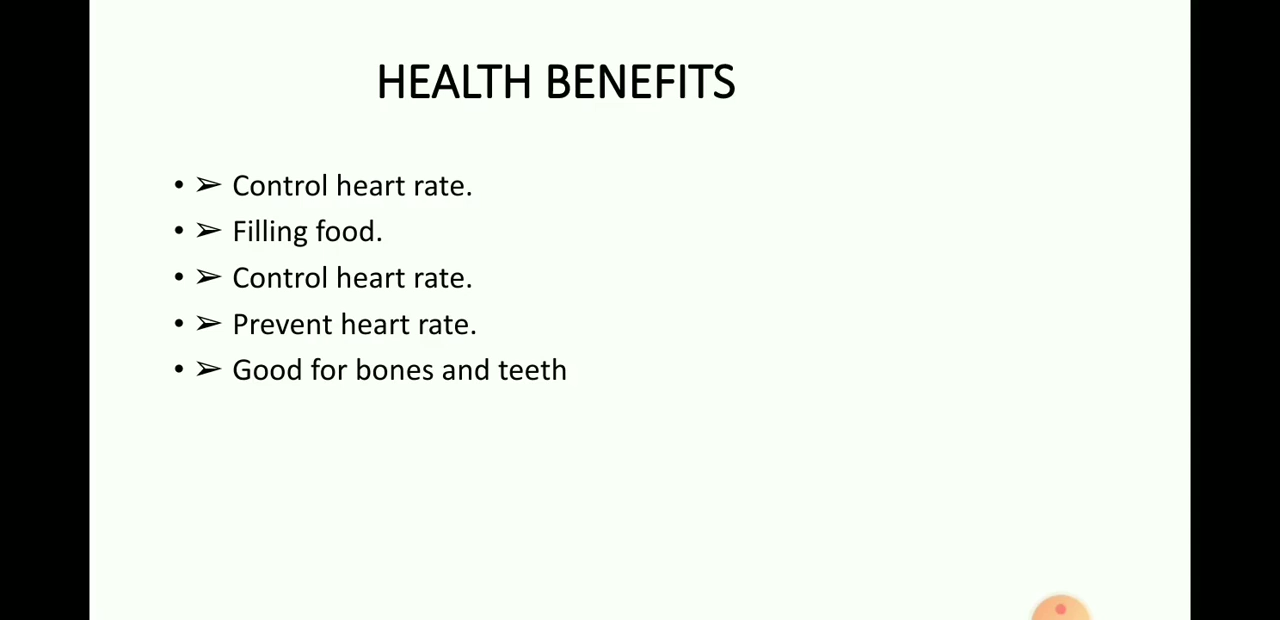 HEALTH BENEFITS
• ➢ Control heart rate.
• ➢ Filling food.
• ➢ Control heart rate.
• ➢ Prevent heart rate.
• ➢ Good for bones and teeth